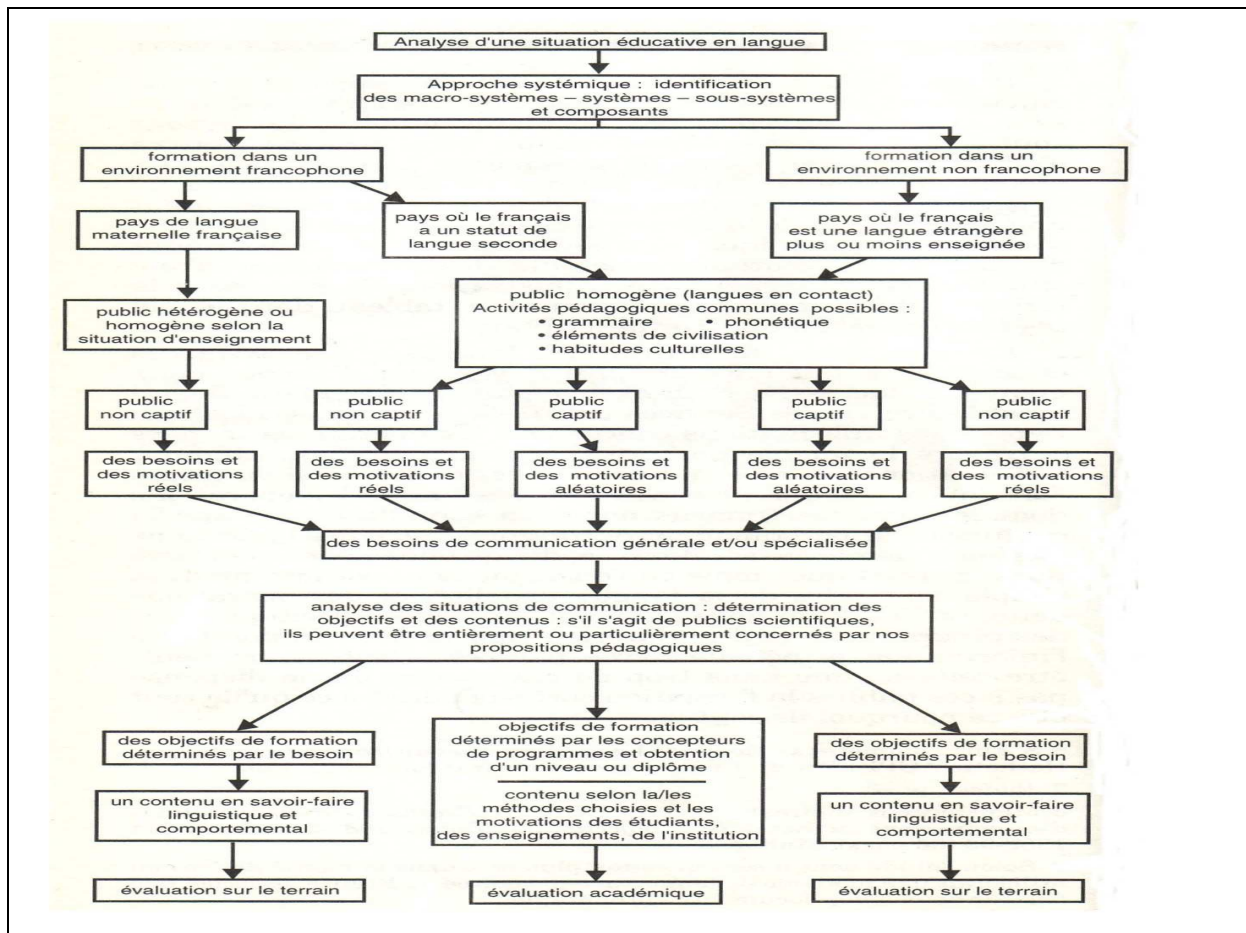 Analyse d'une situation éducative en langue
Approche systémique : identification
des macro-systèmes – systèmes – sous-systèmes
et composants
formation dans un
environnement francophone
formation dans un
environnement non francophone
pays de langue
maternelle française
pays où le français
a un statut de
langue seconde
pays où le français
est une langue étrangère
plus ou moins enseignée
public hétérogène ou
homogène selon la
situation d'enseignement
public homogène (langues en contact)
Activités pédagogiques communes possibles :
• grammaire • phonétique
• éléments de civilisation
• habitudes culturelles
public
non captif
public
non captif
public
captif
public
captif
public
non captif
des besoins et
des motivations
réels
des besoins et
des motivations
réels
des besoins et
des motivations
aléatoires
des besoins et
des motivations
aléatoires
des besoins et
des motivations
réels
des besoins de communication générale et/ou spécialisée
analyse des situations de communication : détermination des
objectifs et des contenus : s'il s'agit de publics scientifiques,
ils peuvent être entièrement ou particulièrement concernés par nos
propositions pédagogiques
des objectifs de formation
déterminés par le besoin
objectifs de formation
déterminés par les concepteurs
de programmes et obtention
d'un niveau ou diplôme
contenu selon la/les
méthodes choisies et les
motivations des étudiants,
des enseignements, de l'institution
des objectifs de formation
déterminés par le besoin
un contenu en savoir-faire
linguistique et
comportemental
un contenu en savoir-faire
linguistique et
comportemental
évaluation sur le terrain
évaluation académique
évaluation sur le terrain